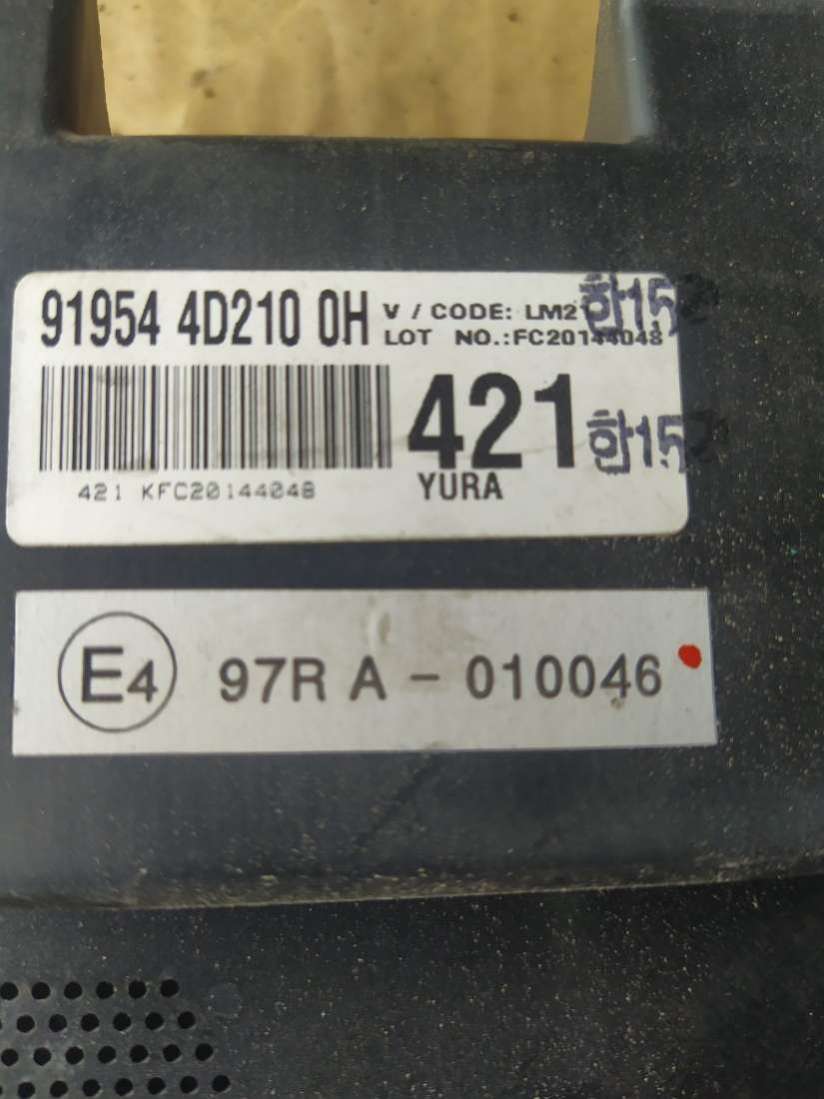 91954 4D210 0H
V / CODE: LM21
한15
LOT NO.:FC20144048
421
한15
421 KFC20144048
YURA
E4 97R A - 010046